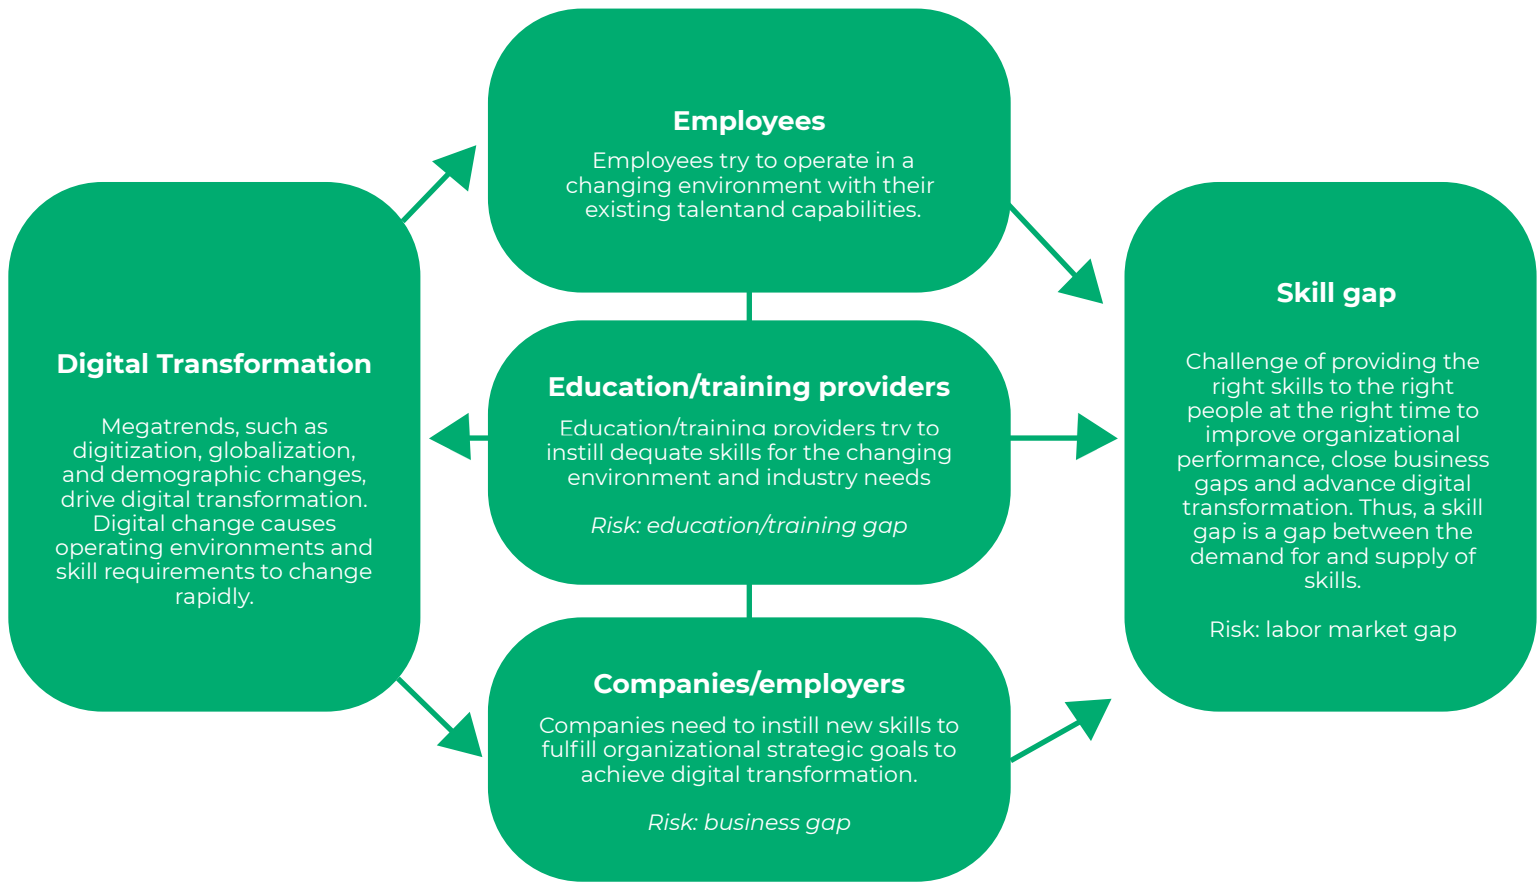 Employees
Employees try to operate in a
changing environment with their
existing talentand capabilities.
Digital Transformation
Megatrends, such as
digitization, globalization,
and demographic changes,
drive digital transformation.
Digital change causes
operating environments and
skill requirements to change
rapidly.
Education/training providers
Education/training providers try to
instill dequate skills for the changing
environment and industry needs
Risk: education/training gap
Companies/employers
Companies need to instill new skills to
fulfill organizational strategic goals to
achieve digital transformation.
Risk: business gap
Skill gap
Challenge of providing the
right skills to the right
people at the right time to
improve organizational
performance, close business
gaps and advance digital
transformation. Thus, a skill
gap is a gap between the
demand for and supply of
skills.
Risk: labor market gap